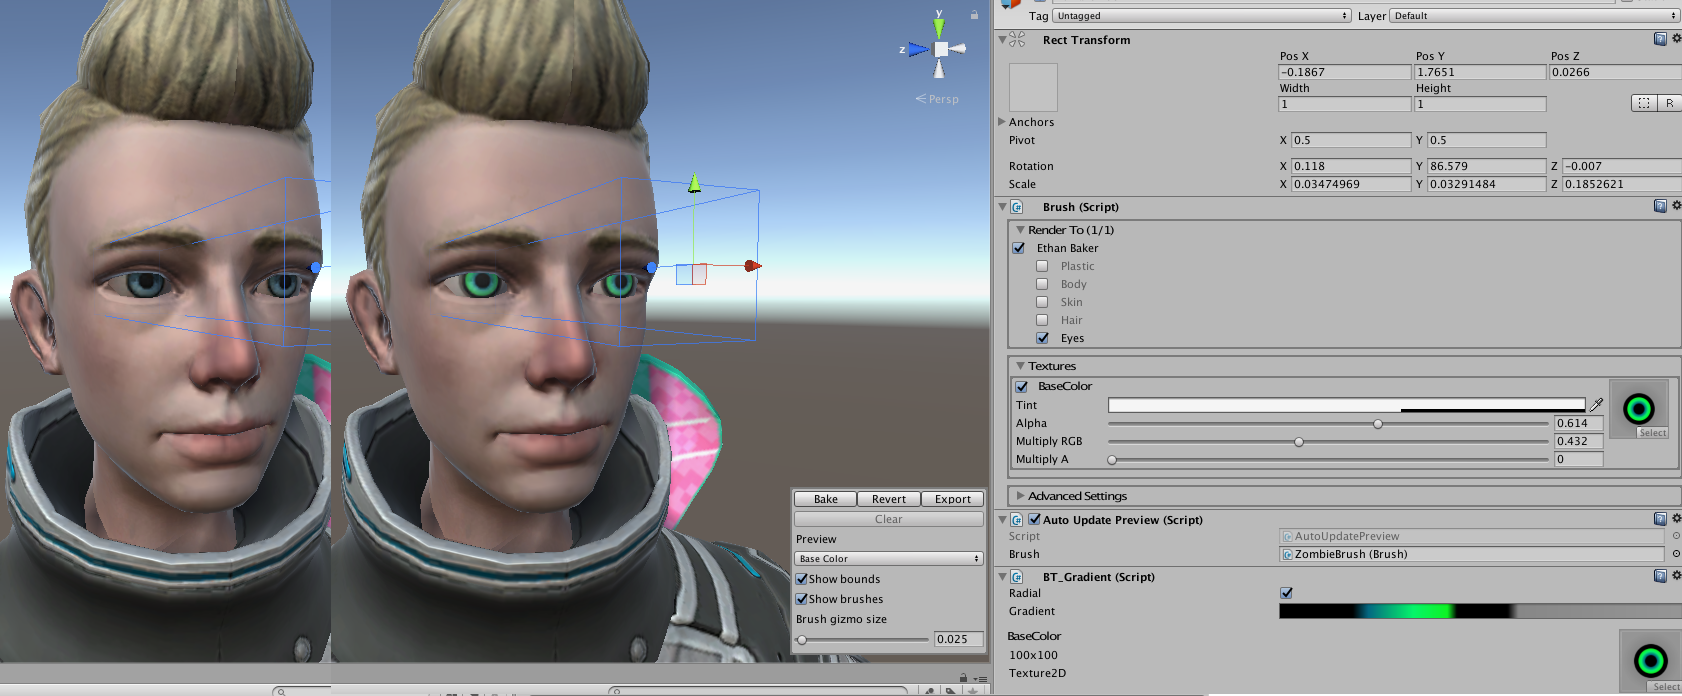 y
z
< Persp
Bake Revert Export
Clear
Preview
Base Color
Show bounds
Show brushes
Brush gizmo size
0.025
Tag Untagged Layer Default
Rect Transform
Pos X Pos Y Pos Z
-0.1867 1.7651 0.0266
Width Height
1 1
R
Anchors
Pivot X 0.5 Y 0.5
Rotation X 0.118 Y 86.579 Z -0.007
Scale X 0.03474969 Y 0.03291484 Z 0.1852621
Brush (Script)
Render To (1/1)
Ethan Baker
Plastic
Body
Skin
Hair
Eyes
Textures
BaseColor
Tint
Alpha 0.614
Select
Multiply RGB 0.432
Multiply A 0
Advanced Settings
Auto Update Preview (Script)
Script AutoUpdatePreview
Brush ZombieBrush (Brush)
BT_Gradient (Script)
Radial
Gradient
BaseColor
100x100
Texture2D
Select